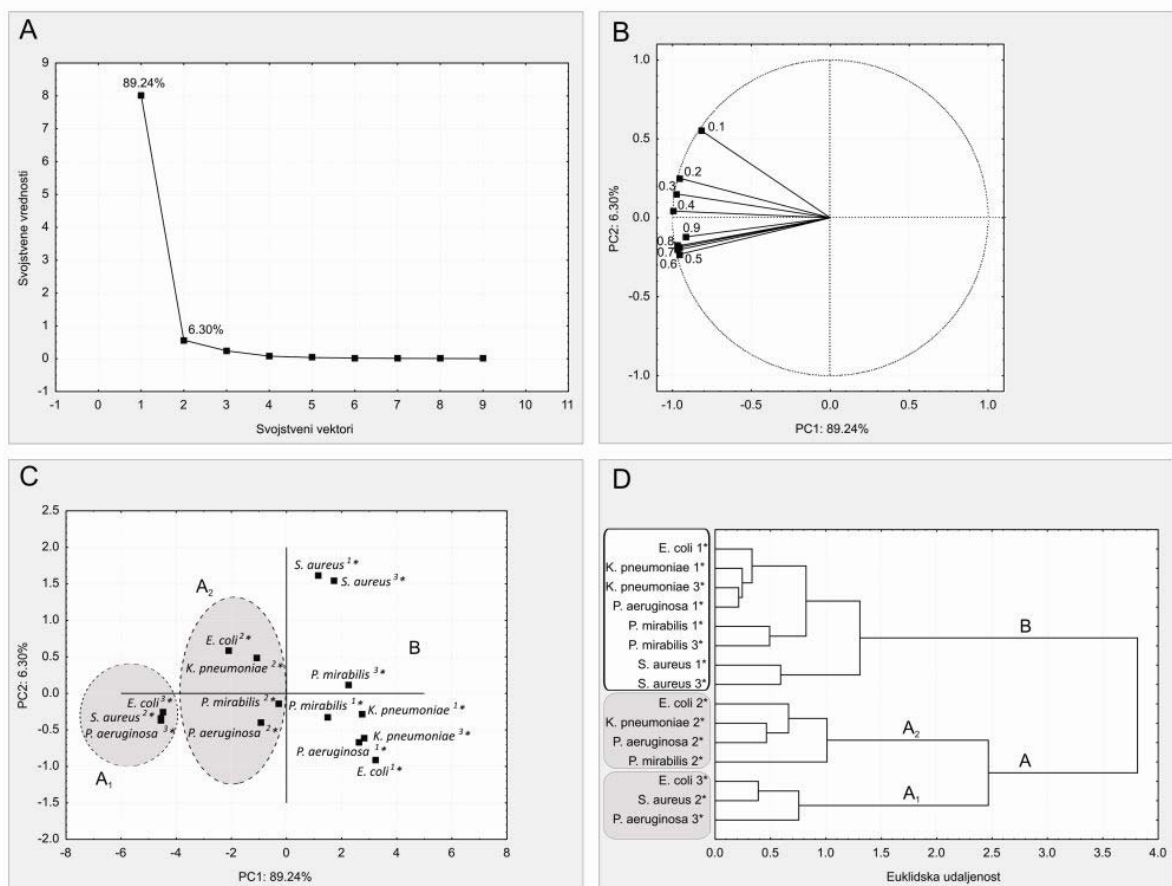 A
9
8
7
6
5
4
3
2
1
0
-1
Svojstvene vrednosti
89.24%
6.30%
-1 0 1 2 3 4 5 6 7 8 9 10 11
Svojstveni vektori
B
1.0
0.5
0.0
-0.5
-1.0
PC2: 6.30%
0.1
0.2
0.3
0.4
0.9
0.8
0.7
0.5
0.6
-1.0 -0.5 0.0 0.5 1.0
PC1: 89.24%
C
2.5
2.0
1.5
1.0
0.5
0.0
-0.5
-1.0
-1.5
-2.0
PC2: 6.30%
S. aureus 1*
S. aureus 3*
A2
E. coli 2*
K. pneumoniae 2*
B
P. mirabilis 3*
E. coli 3*
P. mirabilis 2*
P. mirabilis 1*
K. pneumoniae 1*
S. aureus 2*
P. aeruginosa 3*
P. aeruginosa 2*
K. pneumoniae 3*
P. aeruginosa 1*
E. coli 1*
A1
-8 -6 -4 -2 0 2 4 6 8
PC1: 89.24%
D
E. coli 1*
K. pneumoniae 1*
K. pneumoniae 3*
P. aeruginosa 1*
P. mirabilis 1*
P. mirabilis 3*
S. aureus 1*
S. aureus 3*
E. coli 2*
K. pneumoniae 2*
P. aeruginosa 2*
P. mirabilis 2*
E. coli 3*
S. aureus 2*
P. aeruginosa 3*
B
A2
A
A1
0.0 0.5 1.0 1.5 2.0 2.5 3.0 3.5 4.0
Euklidska udaljenost